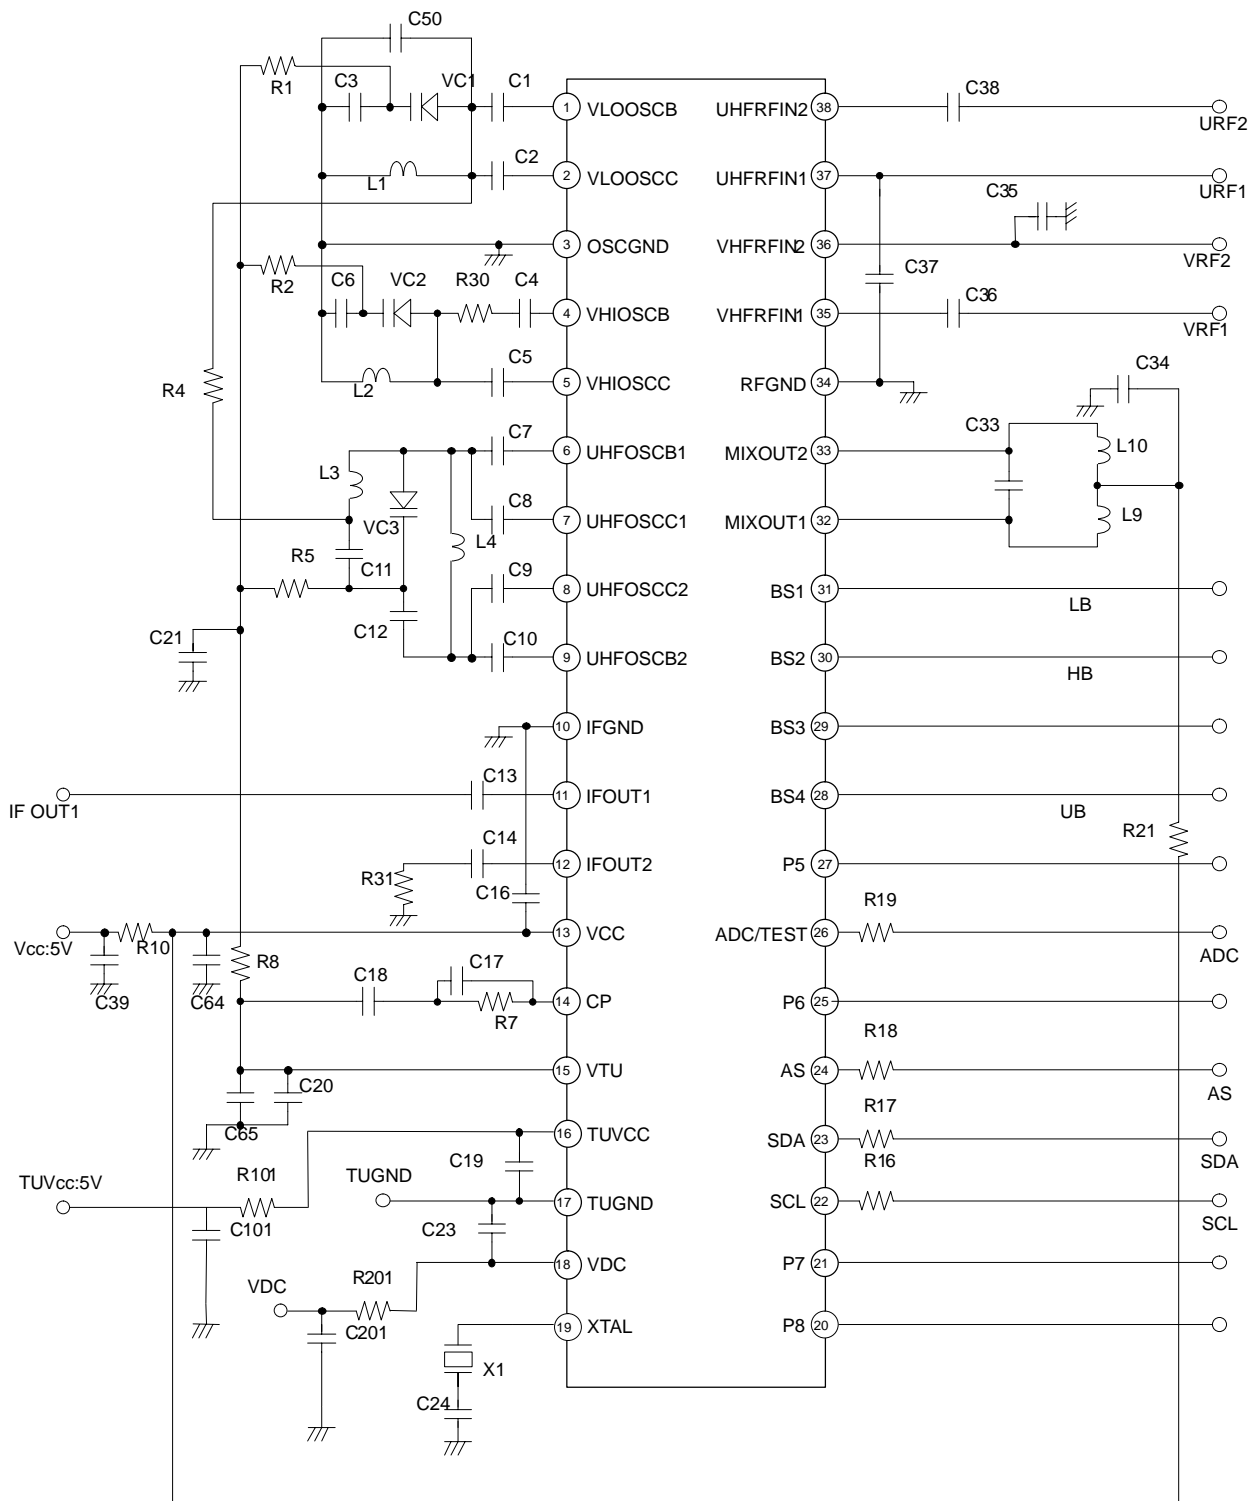 C50
R1
C3
VC1
C1
1 VLOOSCB
UHFRFIN2 38
C38
URF2
L1
C2
2 VLOOSCC
UHFRFIN1 37
URF1
C35
3 OSCGND
VHFRFIN2 36
VRF2
R2
C6
VC2
R30
C4
C37
C36
4 VHIOSCB
VHFRFIN1 35
VRF1
R4
L2
C5
5 VHIOSCC
RFGND 34
C34
C7
C33
6 UHFOSCB1
MIXOUT2 33
L10
L3
C8
7 UHFOSCC1
MIXOUT1 32
L9
VC3
L4
R5
C11
C9
8 UHFOSCC2
BS1 31
LB
C12
C10
C21
9 UHFOSCB2
BS2 30
HB
10 IFGND
BS3 29
C13
IF OUT1
11 IFOUT1
BS4 28
UB
R21
C14
R31
12 IFOUT2
P5 27
C16
R19
Vcc:5V
R10
13 VCC
ADC/TEST 26
ADC
R8
C39
C64
C18
C17
R7
14 CP
P6 25
R18
15 VTU
AS 24
AS
C20
C65
R17
16 TUVCC
SDA 23
SDA
R16
TUVcc:5V
R101
C101
TUGND
C19
17 TUGND
SCL 22
SCL
C23
18 VDC
P7 21
VDC
R201
C201
19 XTAL
P8 20
X1
C24